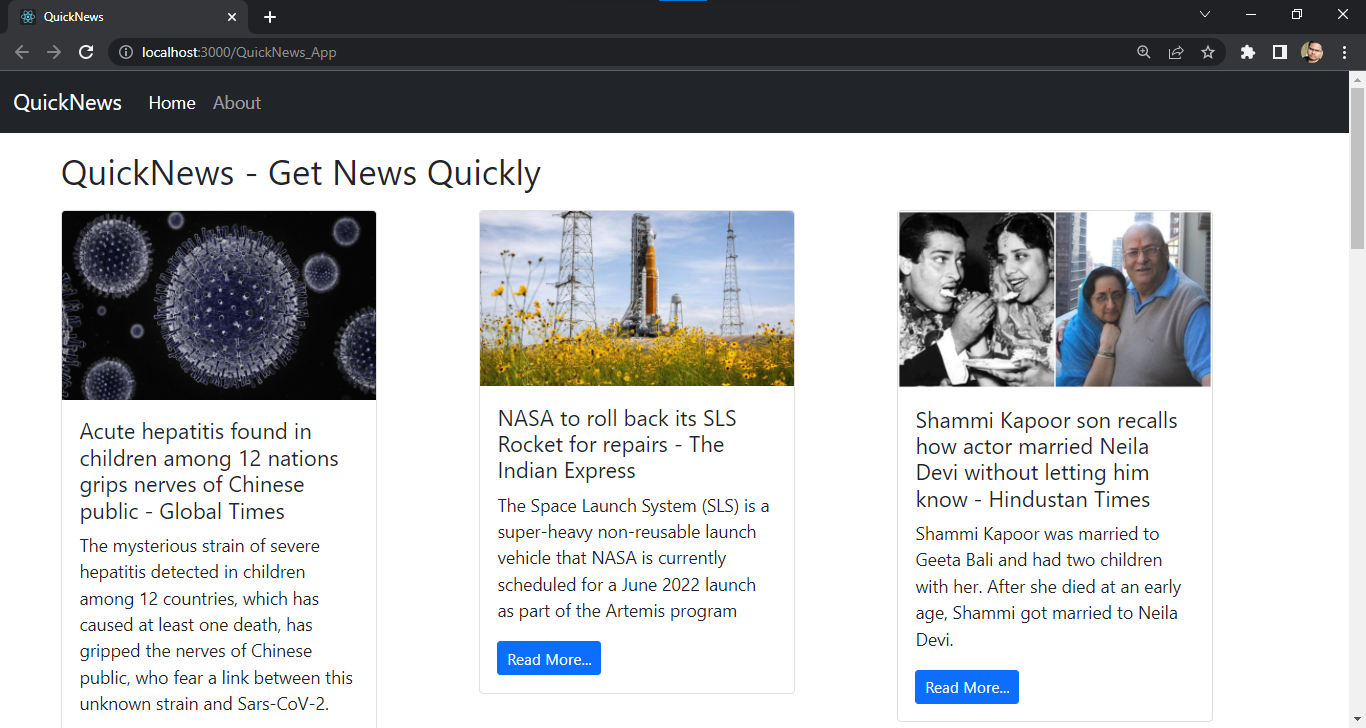 QuickNews
localhost:3000/QuickNews_App
QuickNews Home About
QuickNews - Get News Quickly
Acute hepatitis found in
children among 12 nations
grips nerves of Chinese
public - Global Times
The mysterious strain of severe
hepatitis detected in children
among 12 countries, which has
caused at least one death, has
gripped the nerves of Chinese
public, who fear a link between this
unknown strain and Sars-CoV-2.
NASA to roll back its SLS
Rocket for repairs - The
Indian Express
The Space Launch System (SLS) is a
super-heavy non-reusable launch
vehicle that NASA is currently
scheduled for a June 2022 launch
as part of the Artemis program
Read More...
Shammi Kapoor son recalls
how actor married Neila
Devi without letting him
know - Hindustan Times
Shammi Kapoor was married to
Geeta Bali and had two children
with her. After she died at an early
age, Shammi got married to Neila
Devi.
Read More...